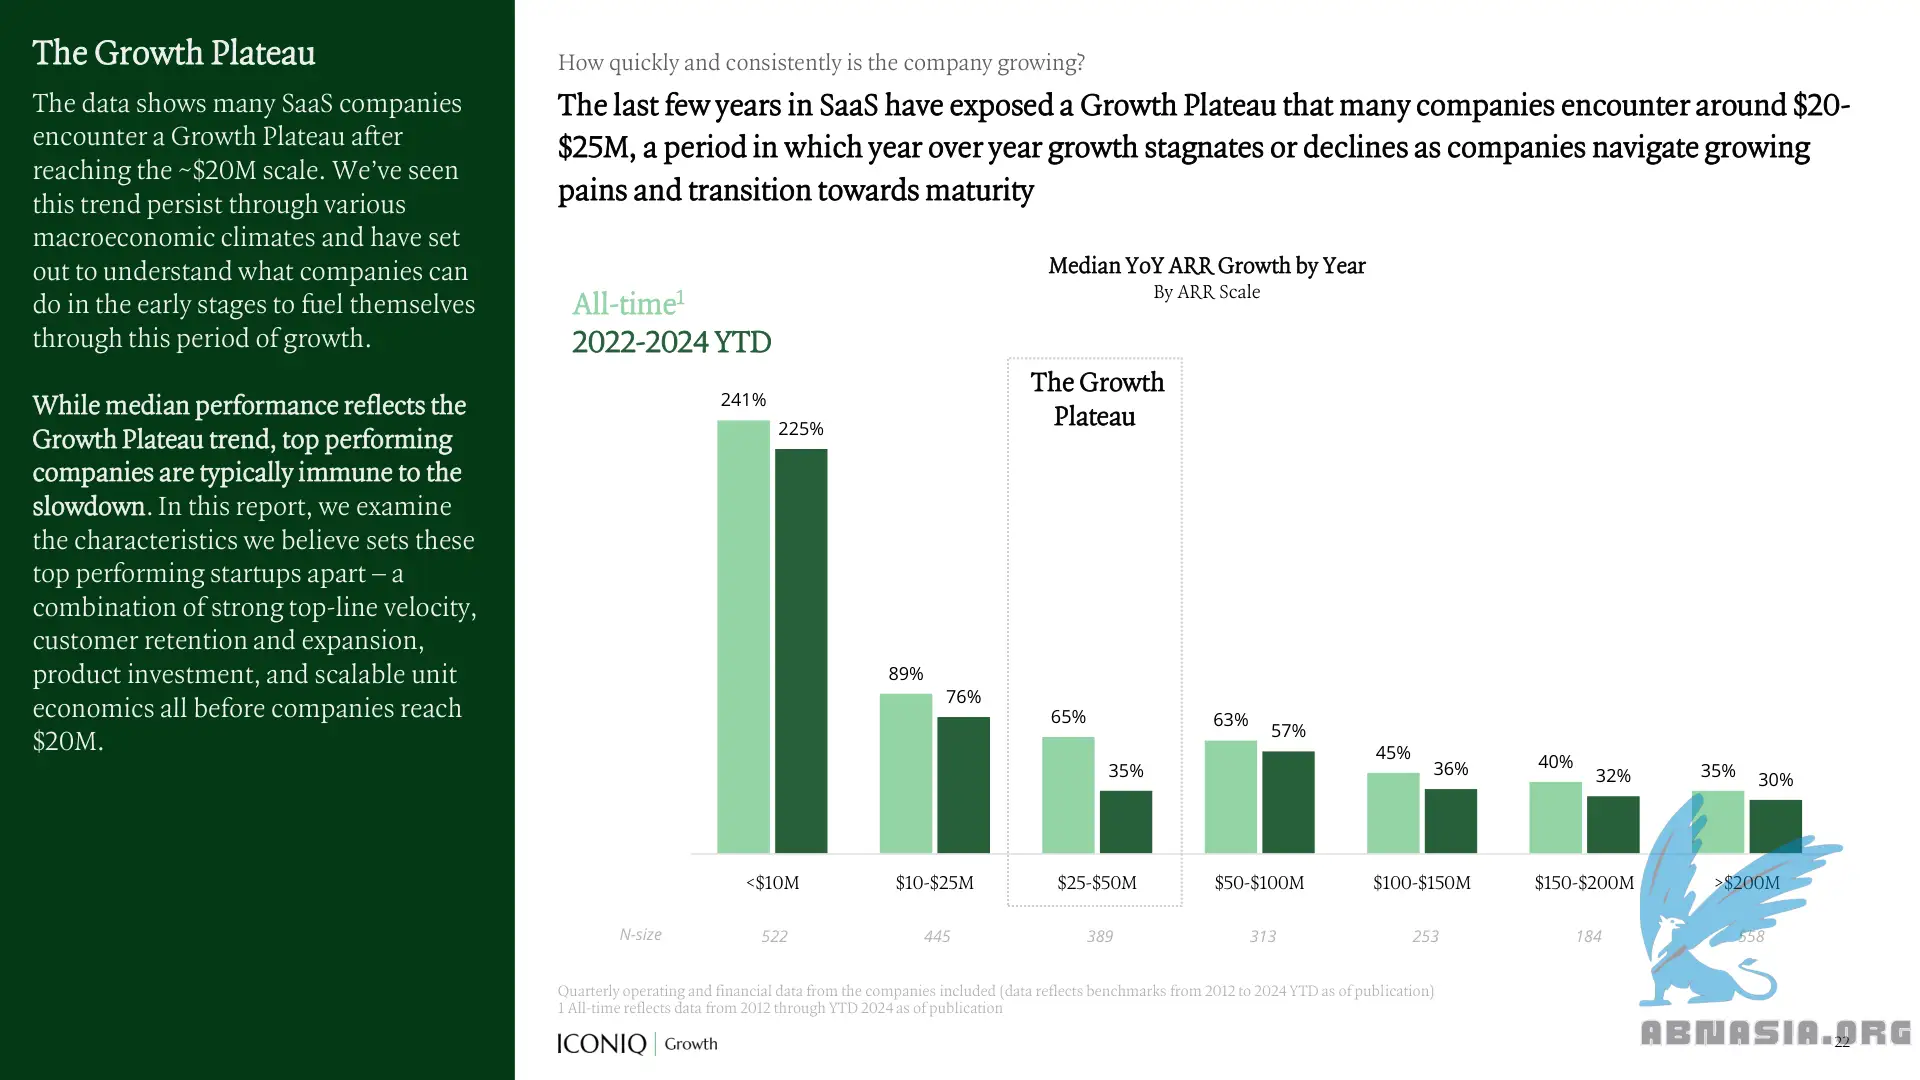 The Growth Plateau
The data shows many SaaS companies
encounter a Growth Plateau after
reaching the ~$20M scale. We've seen
this trend persist through various
macroeconomic climates and have set
out to understand what companies can
do in the early stages to fuel themselves
through this period of growth.
While median performance reflects the
Growth Plateau trend, top performing
companies are typically immune to the
slowdown. In this report, we examine
the characteristics we believe sets these
top performing startups apart – a
combination of strong top-line velocity,
customer retention and expansion,
product investment, and scalable unit
economics all before companies reach
$20M.
How quickly and consistently is the company growing?
The last few years in SaaS have exposed a Growth Plateau that many companies encounter around $20-
$25M, a period in which year over year growth stagnates or declines as companies navigate growing
pains and transition towards maturity
Median YoY ARR Growth by Year
By ARR Scale
All-time¹
2022-2024 YTD
The Growth
Plateau
241% 225% 89% 76% 65% 35% 63% 57% 45% 36% 40% 32% 35% 30%
<$10M $10-$25M $25-$50M $50-$100M $100-$150M $150-$200M >$200M
N-size 522 445 389 313 253 184 558
Quarterly operating and financial data from the companies included (data reflects benchmarks from 2012 to 2024 YTD as of publication)
1 All-time reflects data from 2012 through YTD 2024 as of publication
ICONIQ | Growth
ABNASIA.ORG
22